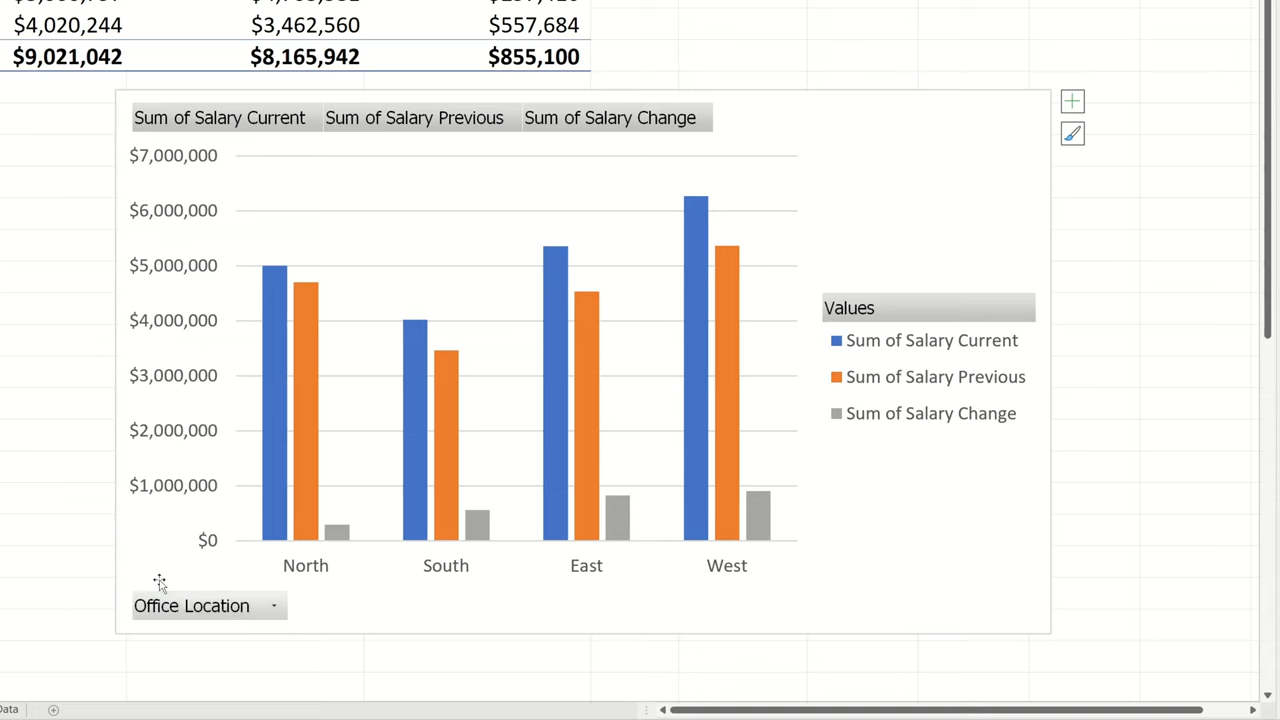 $4,020,244 $3,462,560 $557,684
$9,021,042 $8,165,942 $855,100
Sum of Salary Current Sum of Salary Previous Sum of Salary Change
$7,000,000
$6,000,000
$5,000,000
$4,000,000
$3,000,000
$2,000,000
$1,000,000
$0
North South East West
Values
Sum of Salary Current
Sum of Salary Previous
Sum of Salary Change
Office Location